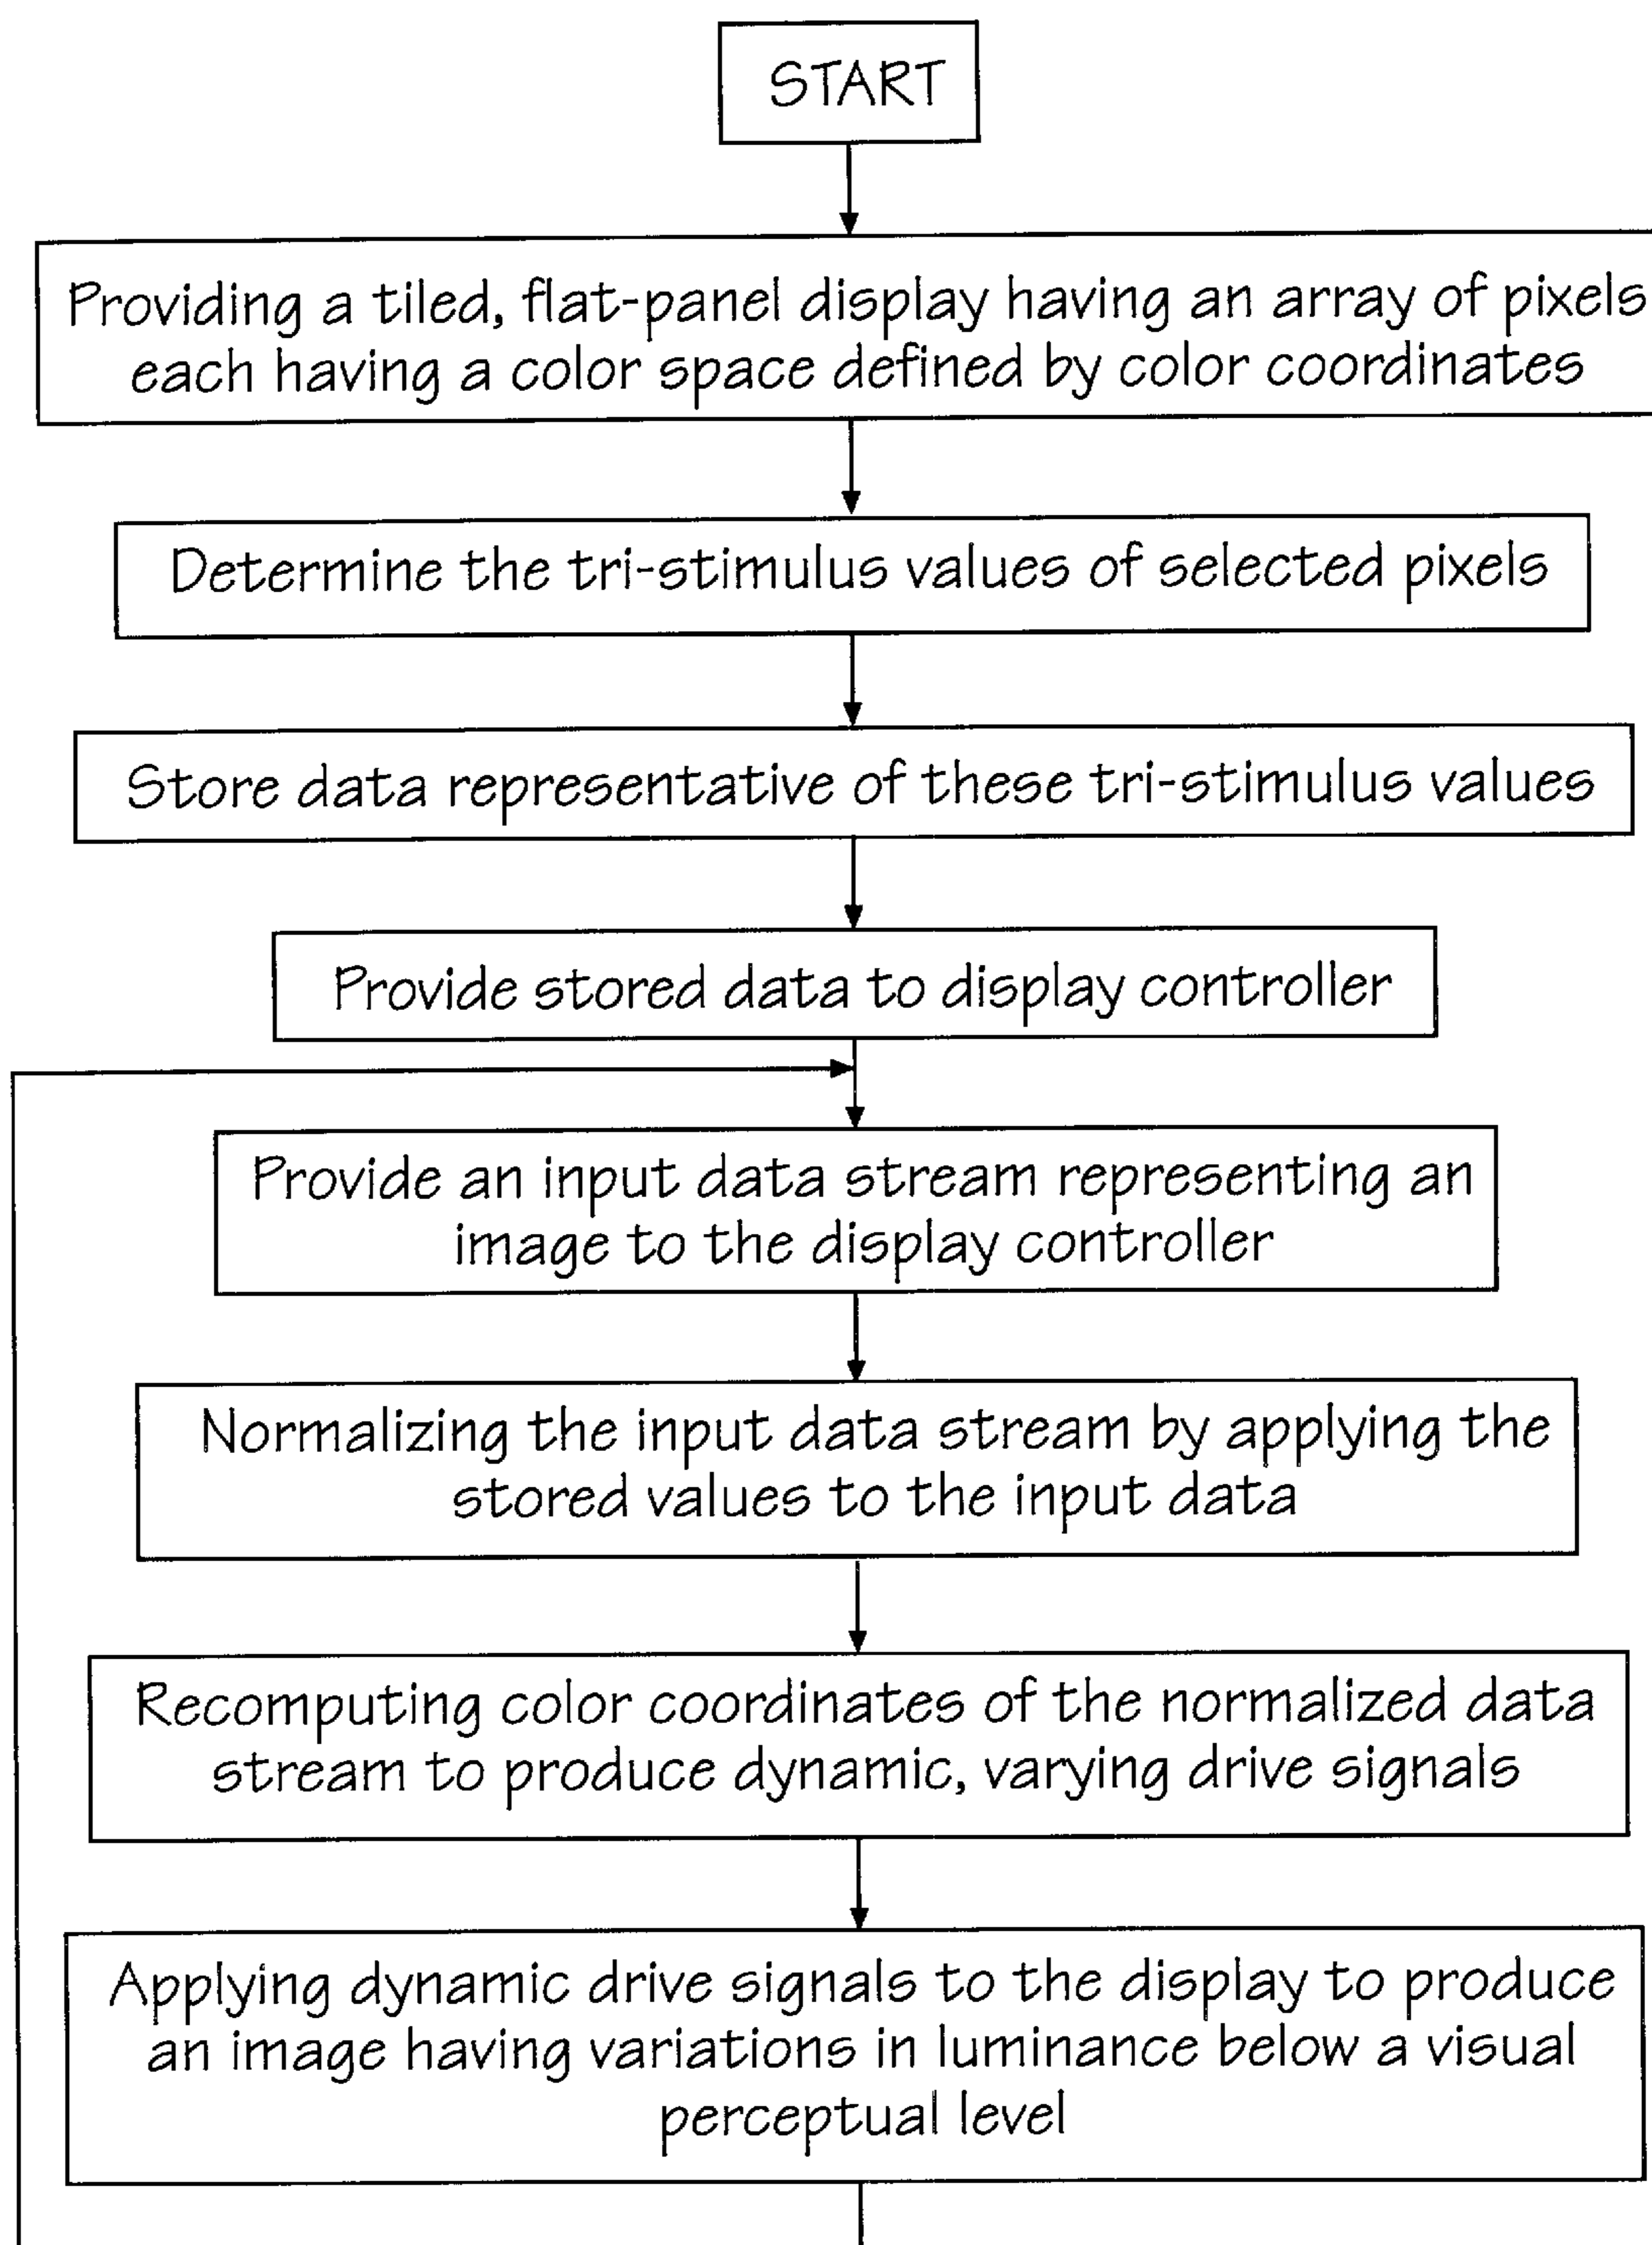 START
Providing a tiled, flat-panel display having an array of pixels
each having a color space defined by color coordinates
Determine the tri-stimulus values of selected pixels
Store data representative of these tri-stimulus values
Provide stored data to display controller
Provide an input data stream representing an
image to the display controller
Normalizing the input data stream by applying the
stored values to the input data
Recomputing color coordinates of the normalized data
stream to produce dynamic, varying drive signals
Applying dynamic drive signals to the display to produce
an image having variations in luminance below a visual
perceptual level